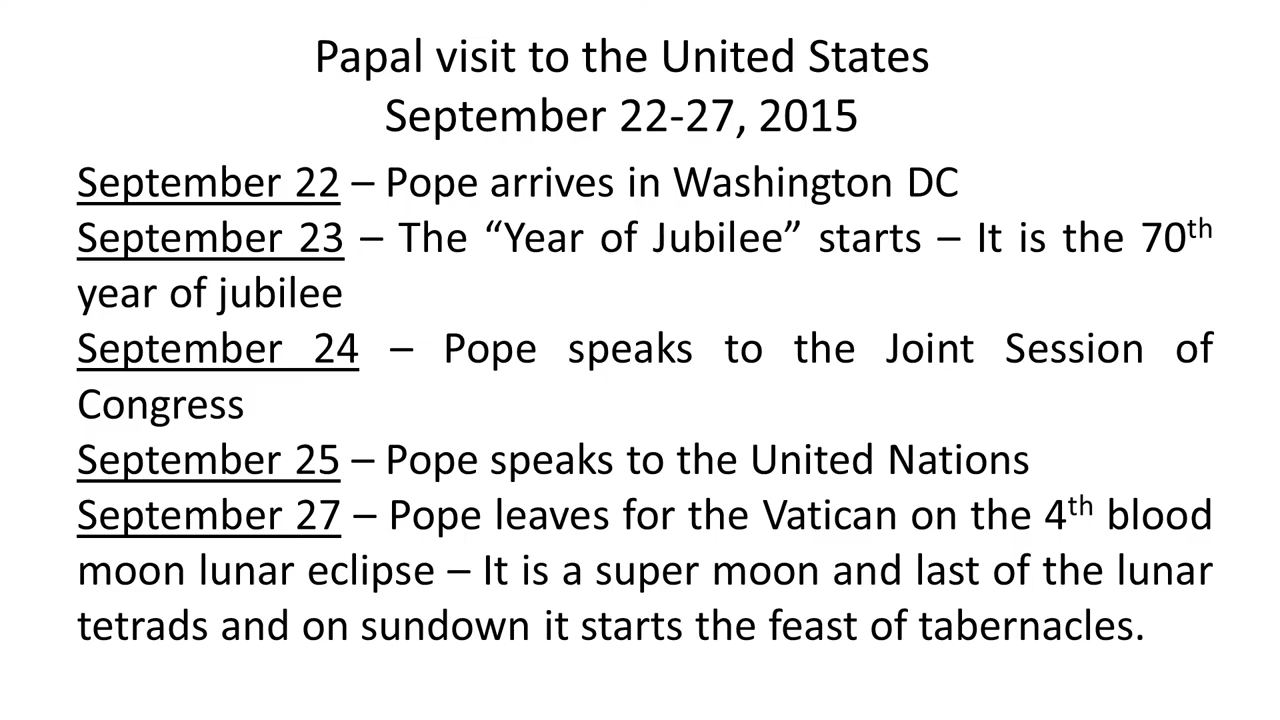 Papal visit to the United States
September 22-27, 2015
September 22 – Pope arrives in Washington DC
September 23 – The “Year of Jubilee” starts – It is the 70th
year of jubilee
September 24 – Pope speaks to the Joint Session of
Congress
September 25 – Pope speaks to the United Nations
September 27 – Pope leaves for the Vatican on the 4th blood
moon lunar eclipse – It is a super moon and last of the lunar
tetrads and on sundown it starts the feast of tabernacles.